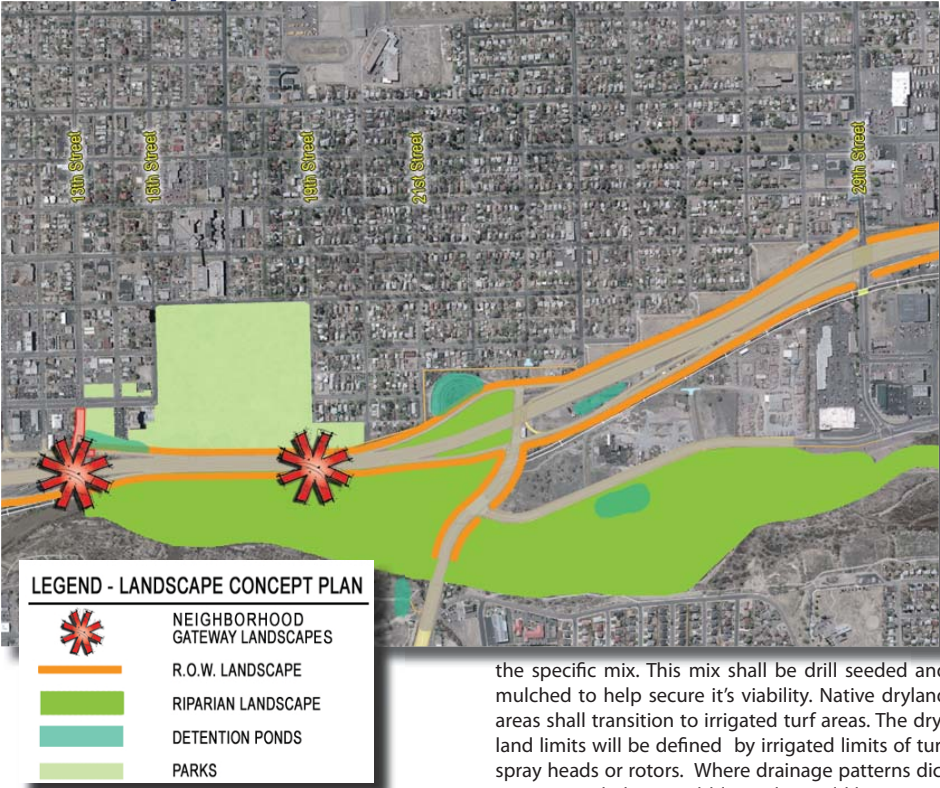 13th Street
15th Street
19th Street
21st Street
29th Street
LEGEND - LANDSCAPE CONCEPT PLAN
NEIGHBORHOOD
GATEWAY LANDSCAPES
R.O.W. LANDSCAPE
RIPARIAN LANDSCAPE
DETENTION PONDS
PARKS
the specific mix. This mix shall be drill seeded and
mulched to help secure it's viability. Native dryland
areas shall transition to irrigated turf areas. The dry
land limits will be defined by irrigated limits of tur
spray heads or rotors. Where drainage patterns dic